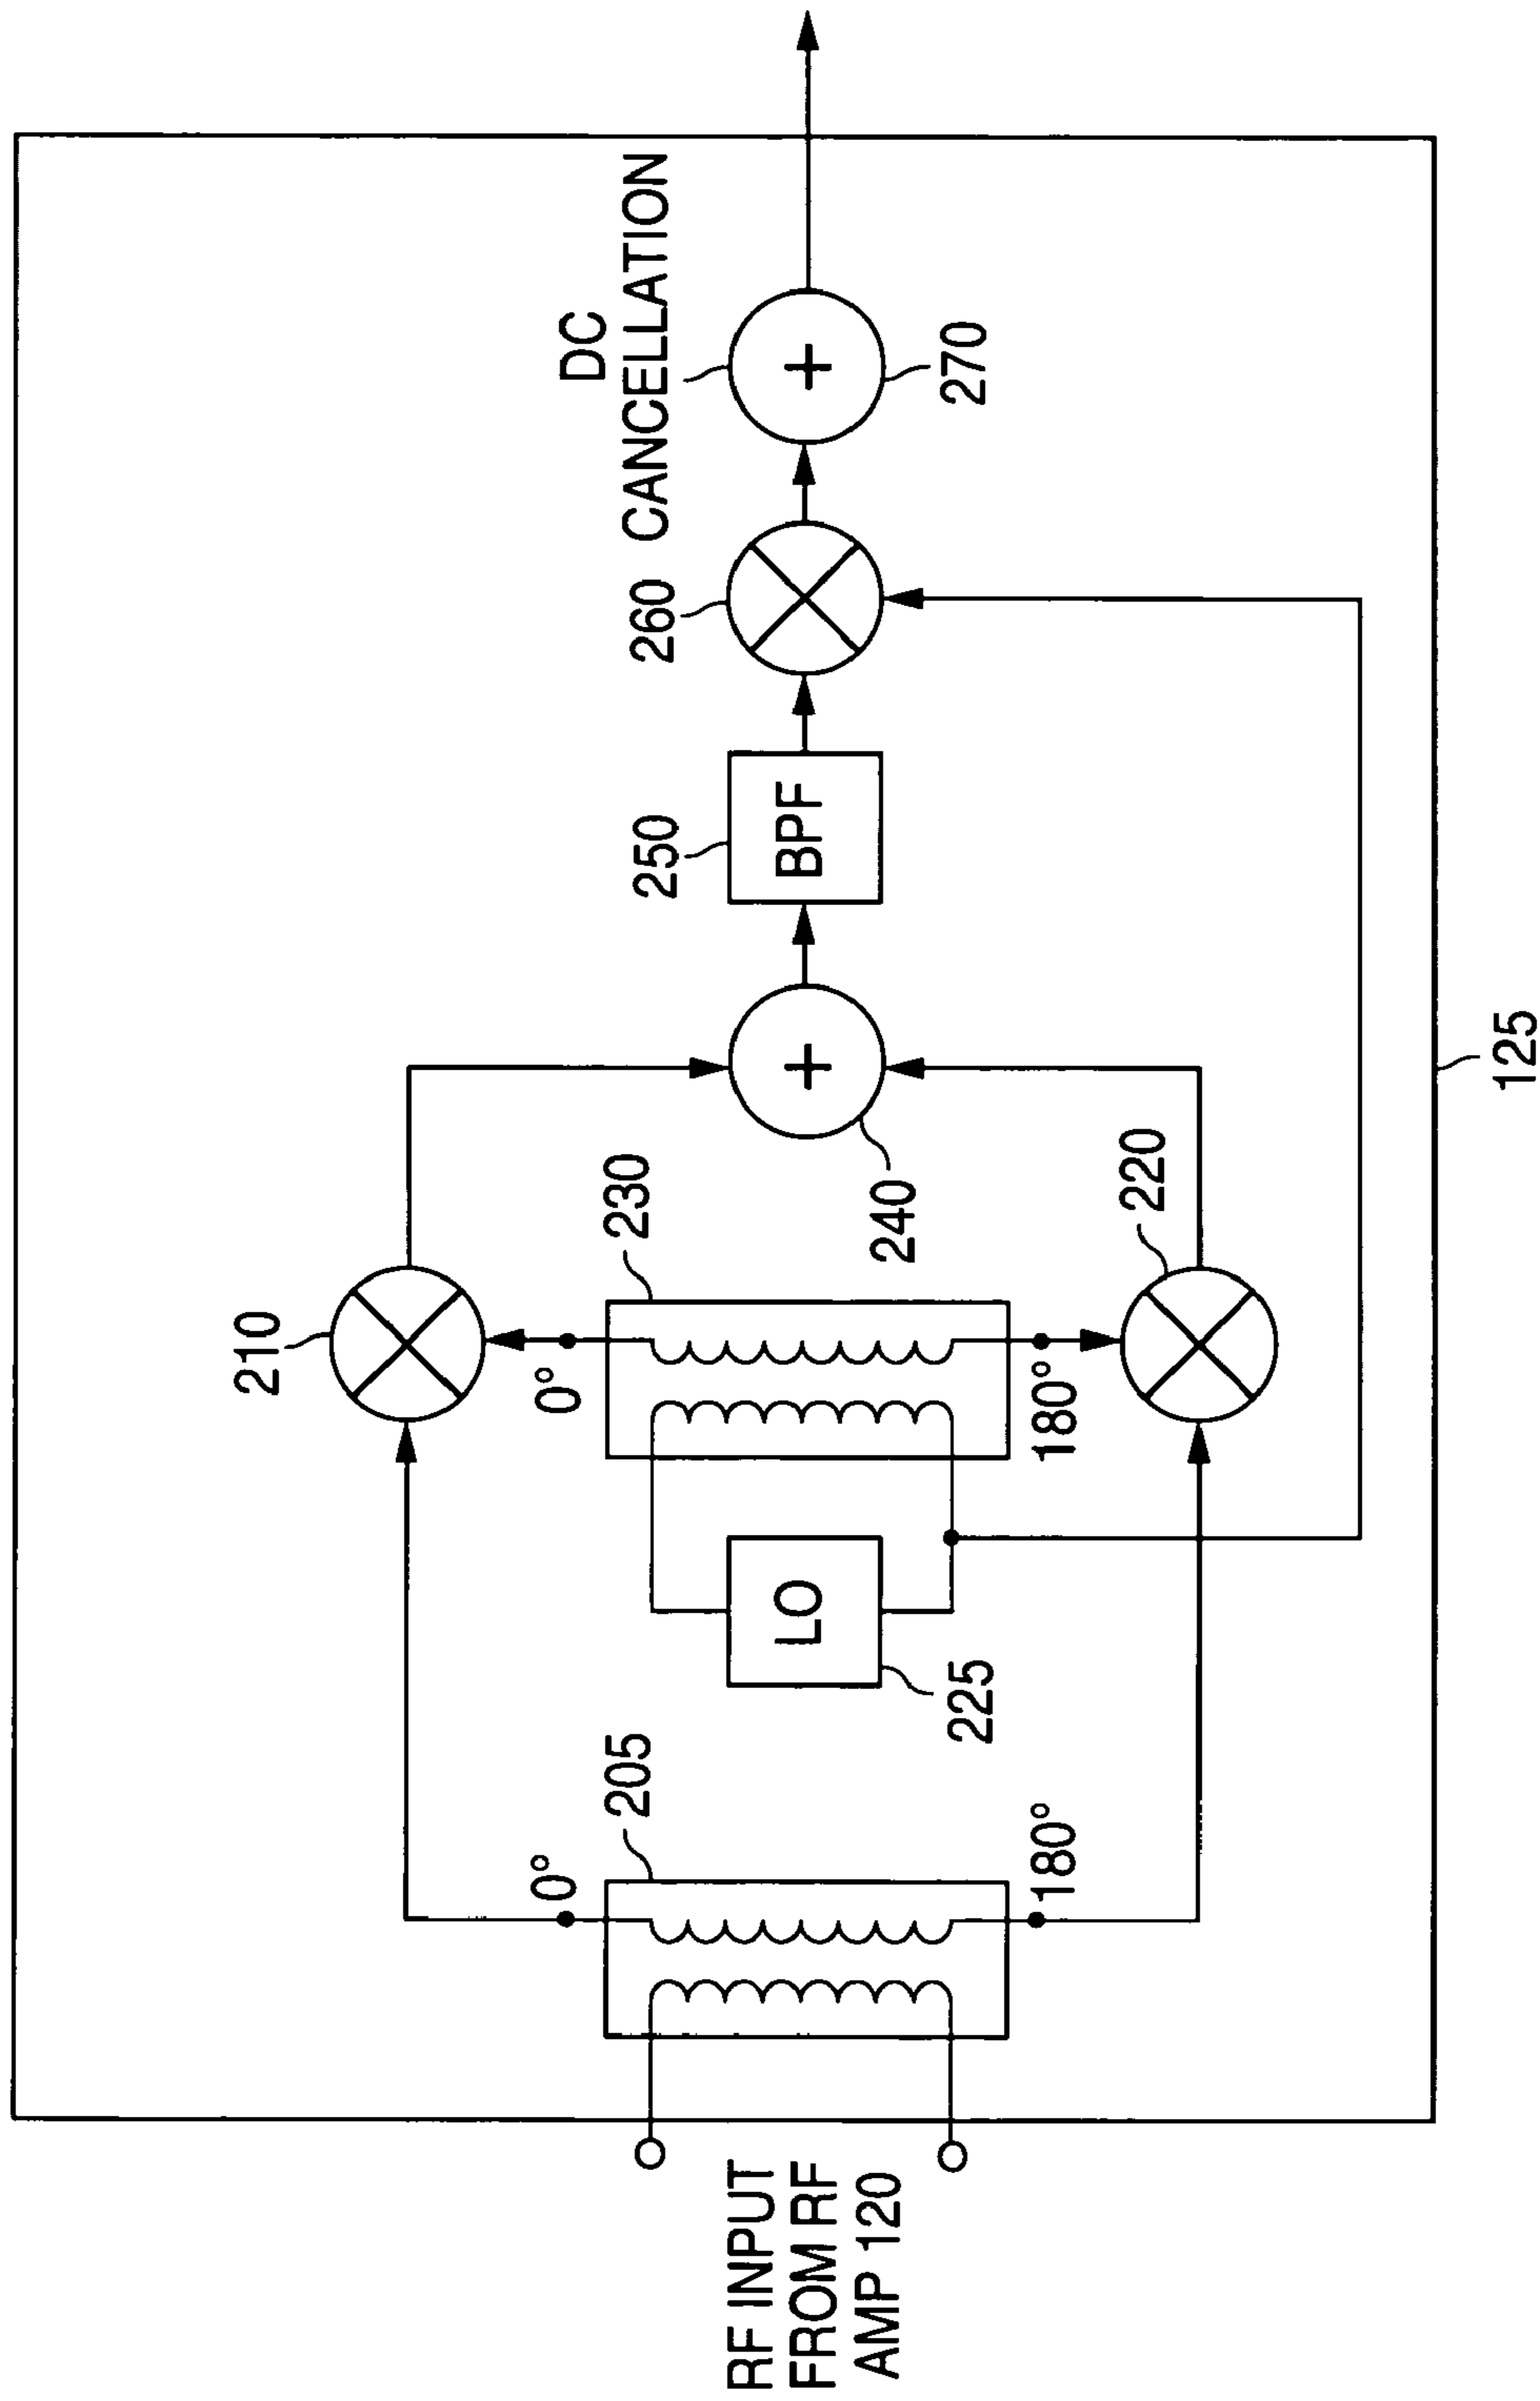 RF INPUT
FROM RF
AMP 120
205
0°
180°
LO
225
210
0°
230
180°
220
+
240
250
BPF
260
DC
CANCELLATION
+
270
125